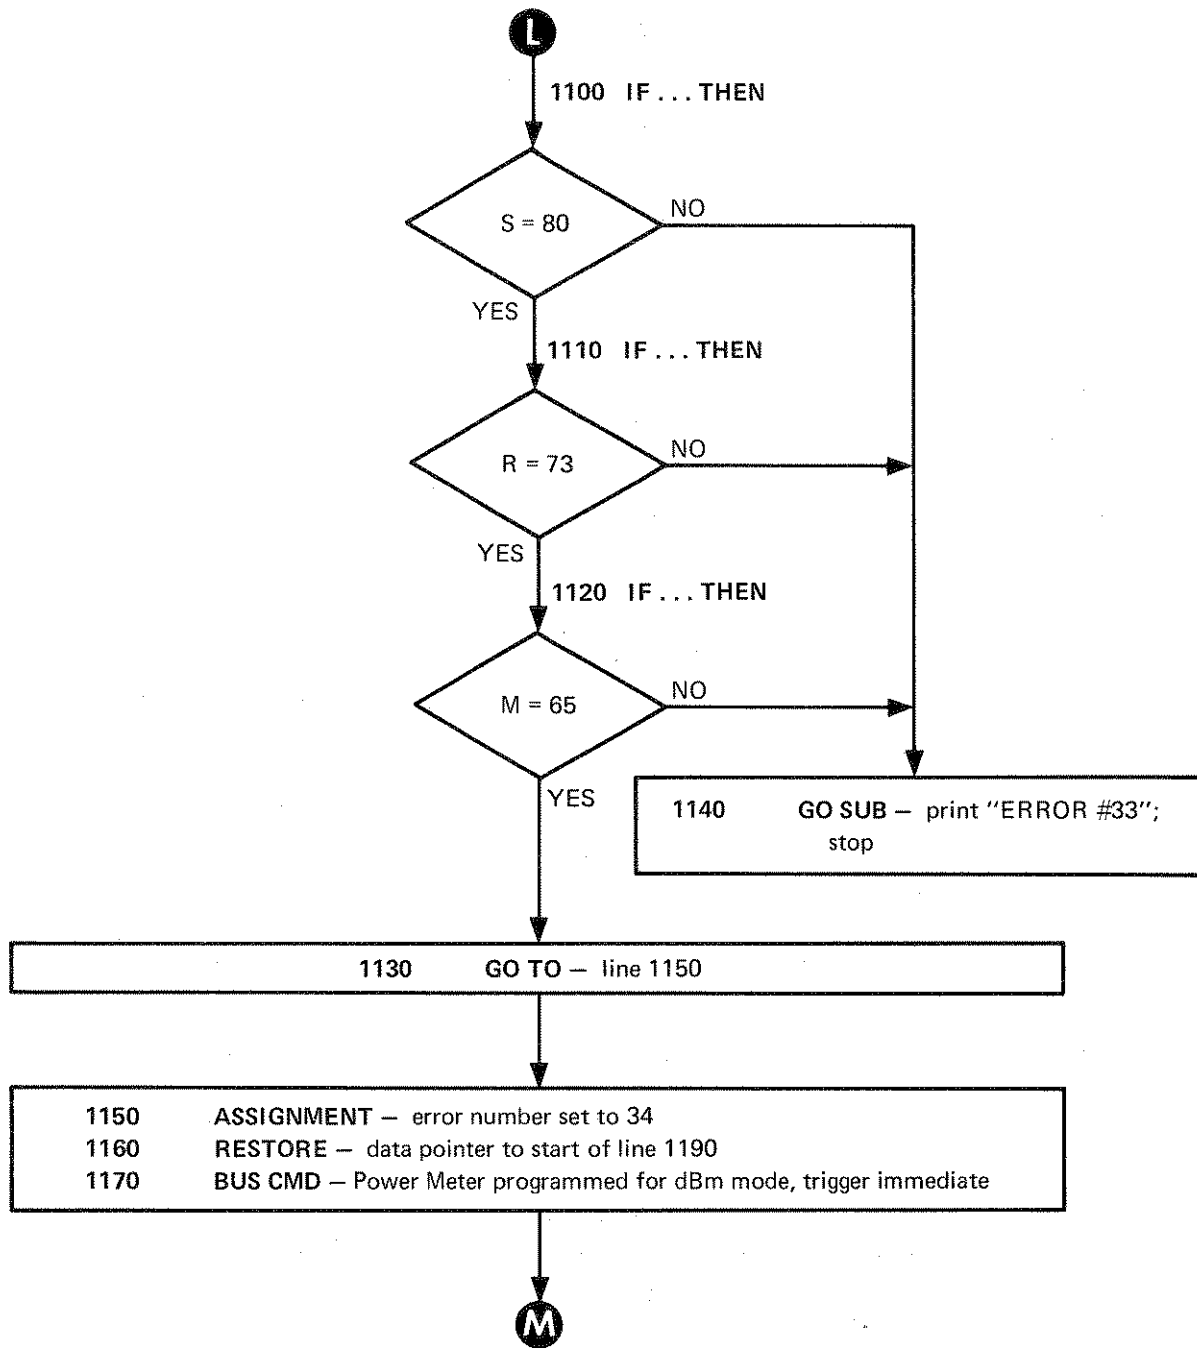 L
1100 IF . . . THEN
S = 80
NO
YES
1110 IF . . . THEN
R = 73
NO
YES
1120 IF . . . THEN
M = 65
NO
YES
1140 GO SUB — print "ERROR #33";
stop
1130 GO TO — line 1150
1150 ASSIGNMENT — error number set to 34
1160 RESTORE — data pointer to start of line 1190
1170 BUS CMD — Power Meter programmed for dBm mode, trigger immediate
M